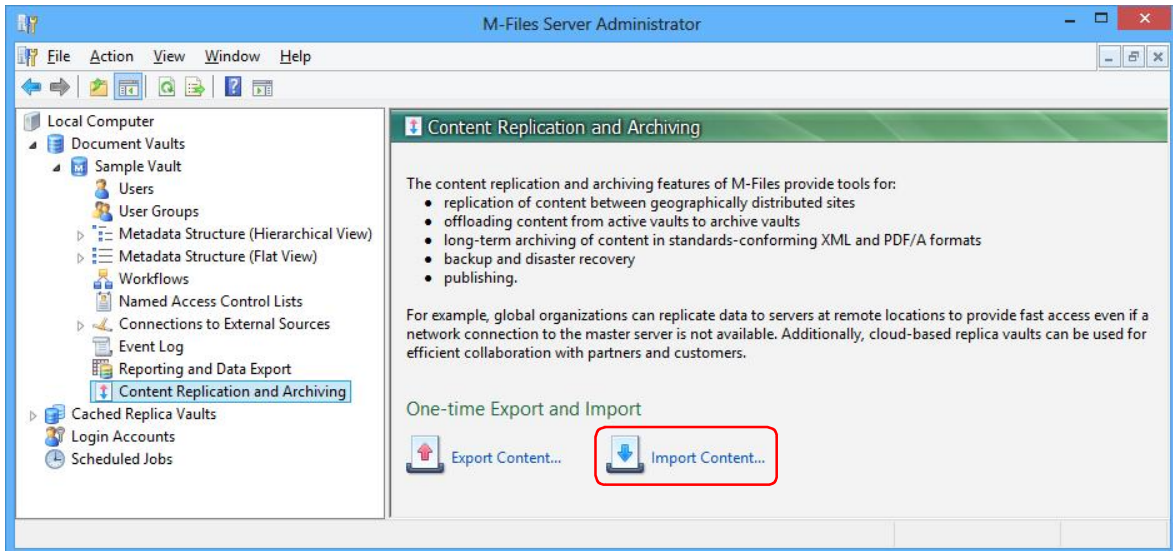 M-Files Server Administrator
File Action View Window Help
Local Computer
Document Vaults
Sample Vault
Users
User Groups
Metadata Structure (Hierarchical View)
Metadata Structure (Flat View)
Workflows
Named Access Control Lists
Connections to External Sources
Event Log
Reporting and Data Export
Content Replication and Archiving
Cached Replica Vaults
Login Accounts
Scheduled Jobs
Content Replication and Archiving
The content replication and archiving features of M-Files provide tools for:
• replication of content between geographically distributed sites
• offloading content from active vaults to archive vaults
• long-term archiving of content in standards-conforming XML and PDF/A formats
• backup and disaster recovery
• publishing.
For example, global organizations can replicate data to servers at remote locations to provide fast access even if a
network connection to the master server is not available. Additionally, cloud-based replica vaults can be used for
efficient collaboration with partners and customers.
One-time Export and Import
Export Content... Import Content...